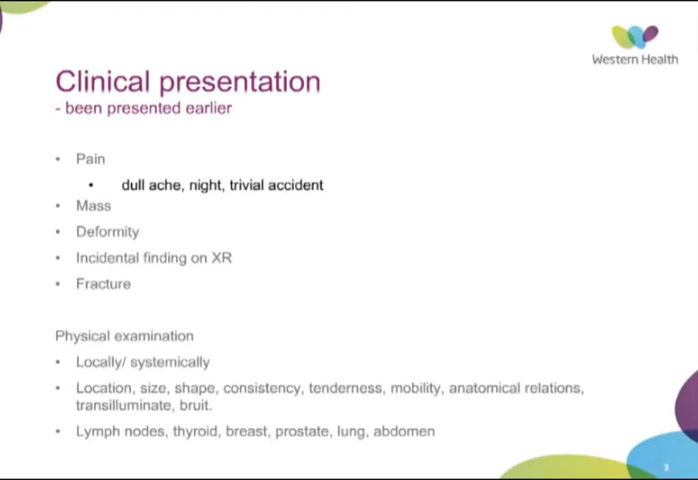 Western Health
Clinical presentation
- been presented earlier
• Pain
• dull ache, night, trivial accident
• Mass
• Deformity
• Incidental finding on XR
• Fracture
Physical examination
• Locally/ systemically
• Location, size, shape, consistency, tenderness, mobility, anatomical relations,
transilluminate, bruit.
• Lymph nodes, thyroid, breast, prostate, lung, abdomen
3